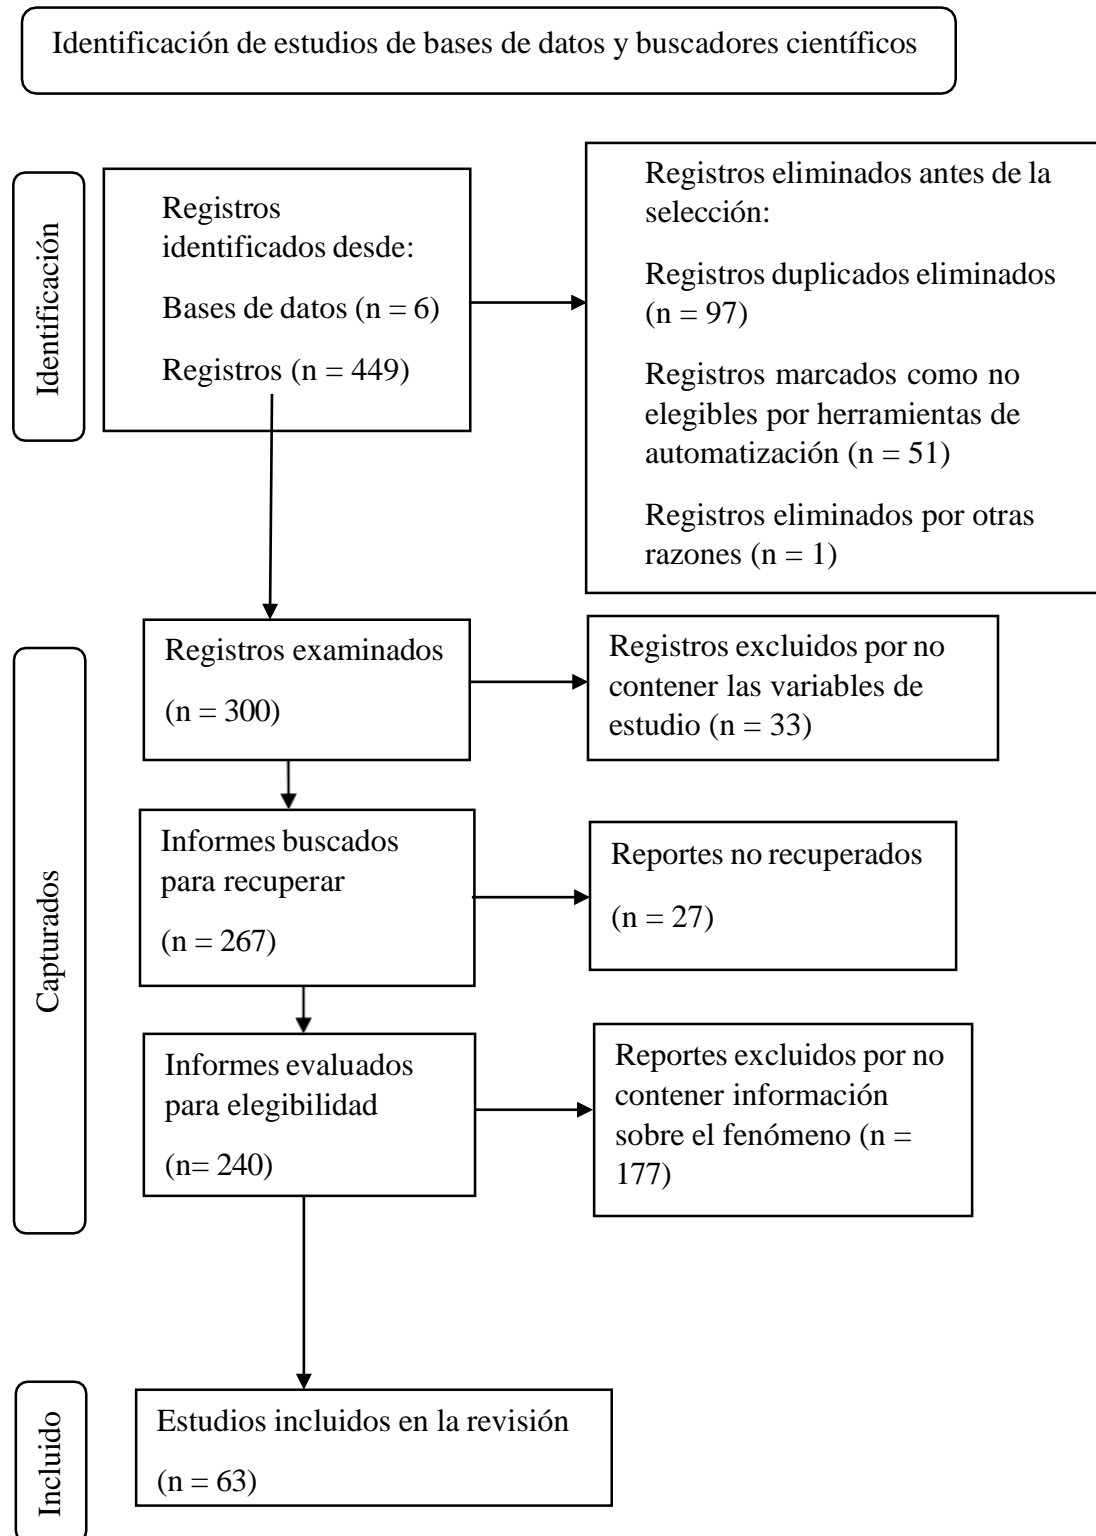 Identificación de estudios de bases de datos y buscadores científicos
Identificación
Registros
identificados desde:
Bases de datos (n = 6)
Registros (n = 449)
Registros eliminados antes de la
selección:
Registros duplicados eliminados
(n = 97)
Registros marcados como no
elegibles por herramientas de
automatización (n = 51)
Registros eliminados por otras
razones (n = 1)
Capturados
Registros examinados
(n = 300)
Registros excluidos por no
contener las variables de
estudio (n = 33)
Informes buscados
para recuperar
(n = 267)
Reportes no recuperados
(n = 27)
Informes evaluados
para elegibilidad
(n= 240)
Reportes excluidos por no
contener información
sobre el fenómeno (n =
177)
Incluido
Estudios incluidos en la revisión
(n = 63)